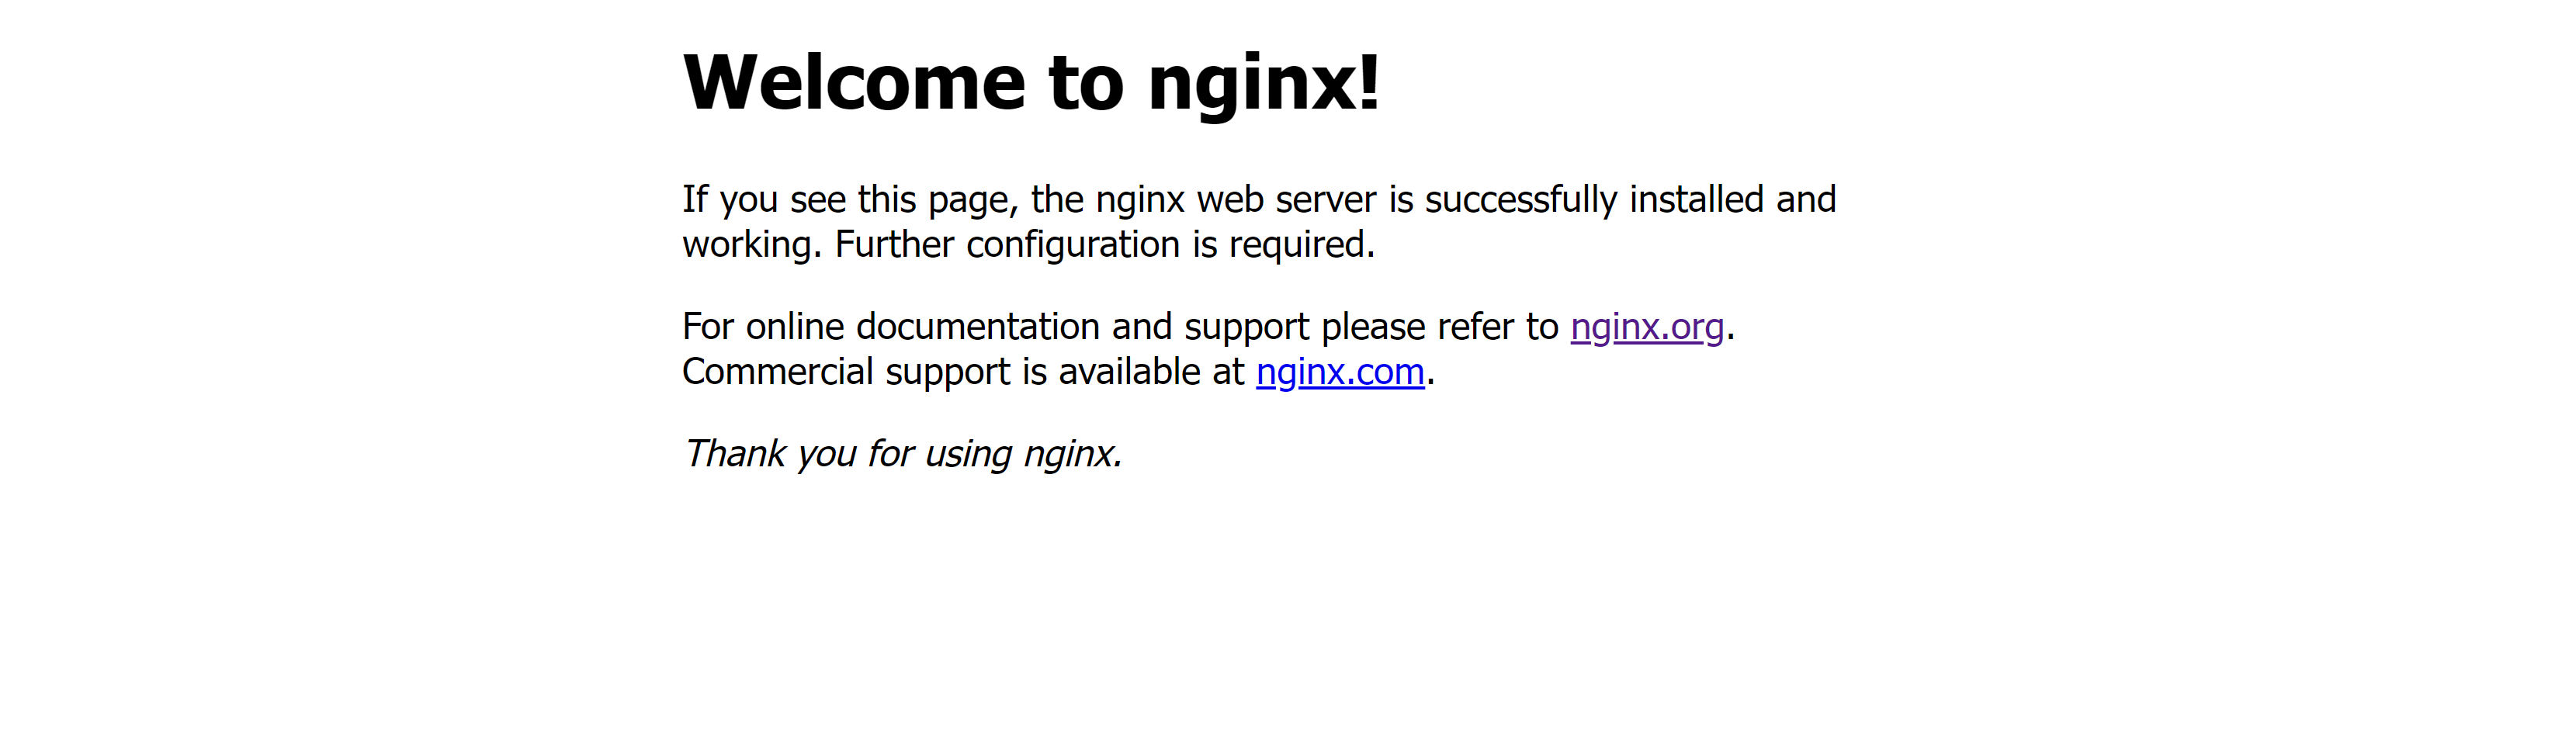 Welcome to nginx!
If you see this page, the nginx web server is successfully installed and
working. Further configuration is required.
For online documentation and support please refer to nginx.org.
Commercial support is available at nginx.com.
Thank you for using nginx.